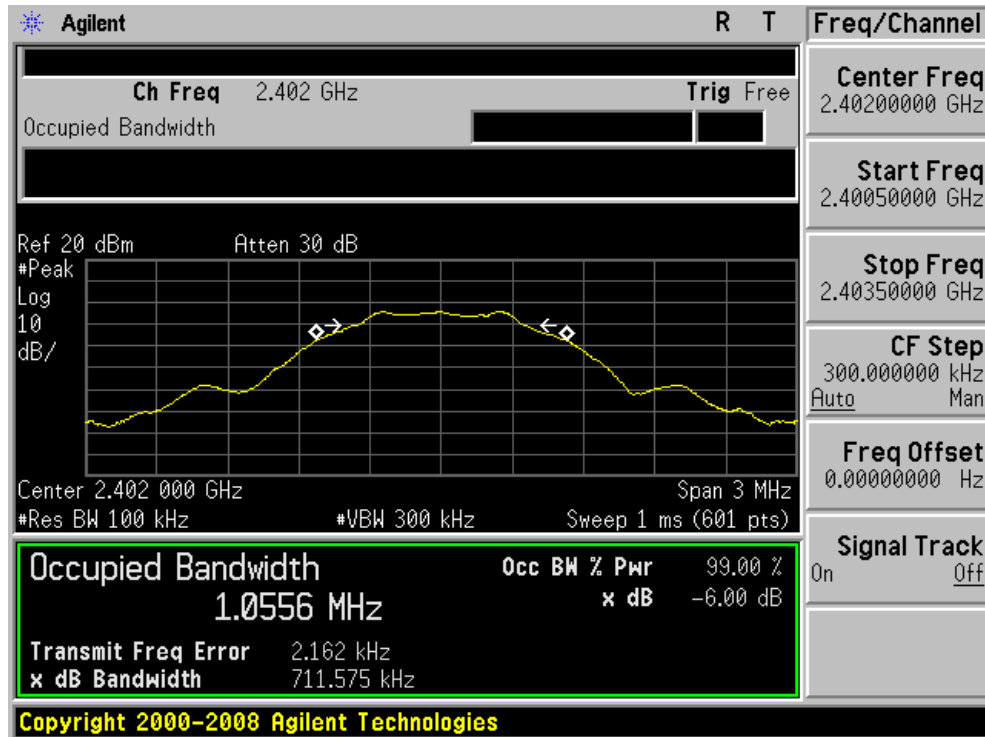 Agilent R T
Ch Freq 2.402 GHz Trig Free
Occupied Bandwidth
Ref 20 dBm Atten 30 dB
#Peak
Log
10
dB/
Center 2.402 000 GHz Span 3 MHz
#Res BW 100 kHz #VBW 300 kHz Sweep 1 ms (601 pts)
Occupied Bandwidth
1.0556 MHz
Occ BW % Pwr 99.00 %
x dB -6.00 dB
Transmit Freq Error 2.162 kHz
x dB Bandwidth 711.575 kHz
Copyright 2000-2008 Agilent Technologies
Freq/Channel
Center Freq
2.40200000 GHz
Start Freq
2.40050000 GHz
Stop Freq
2.40350000 GHz
CF Step
300.000000 kHz
Auto Man
Freq Offset
0.00000000 Hz
Signal Track
On Off